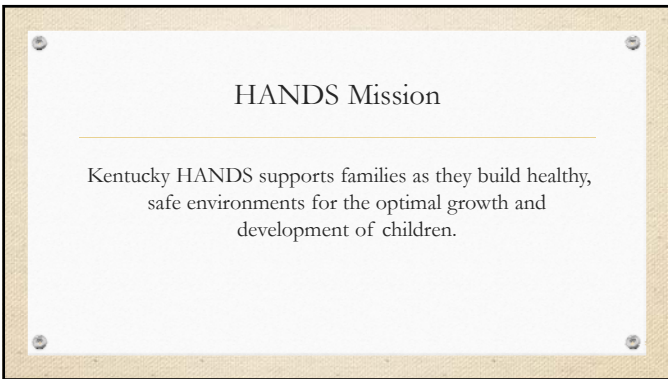 HANDS Mission
Kentucky HANDS supports families as they build healthy,
safe environments for the optimal growth and
development of children.